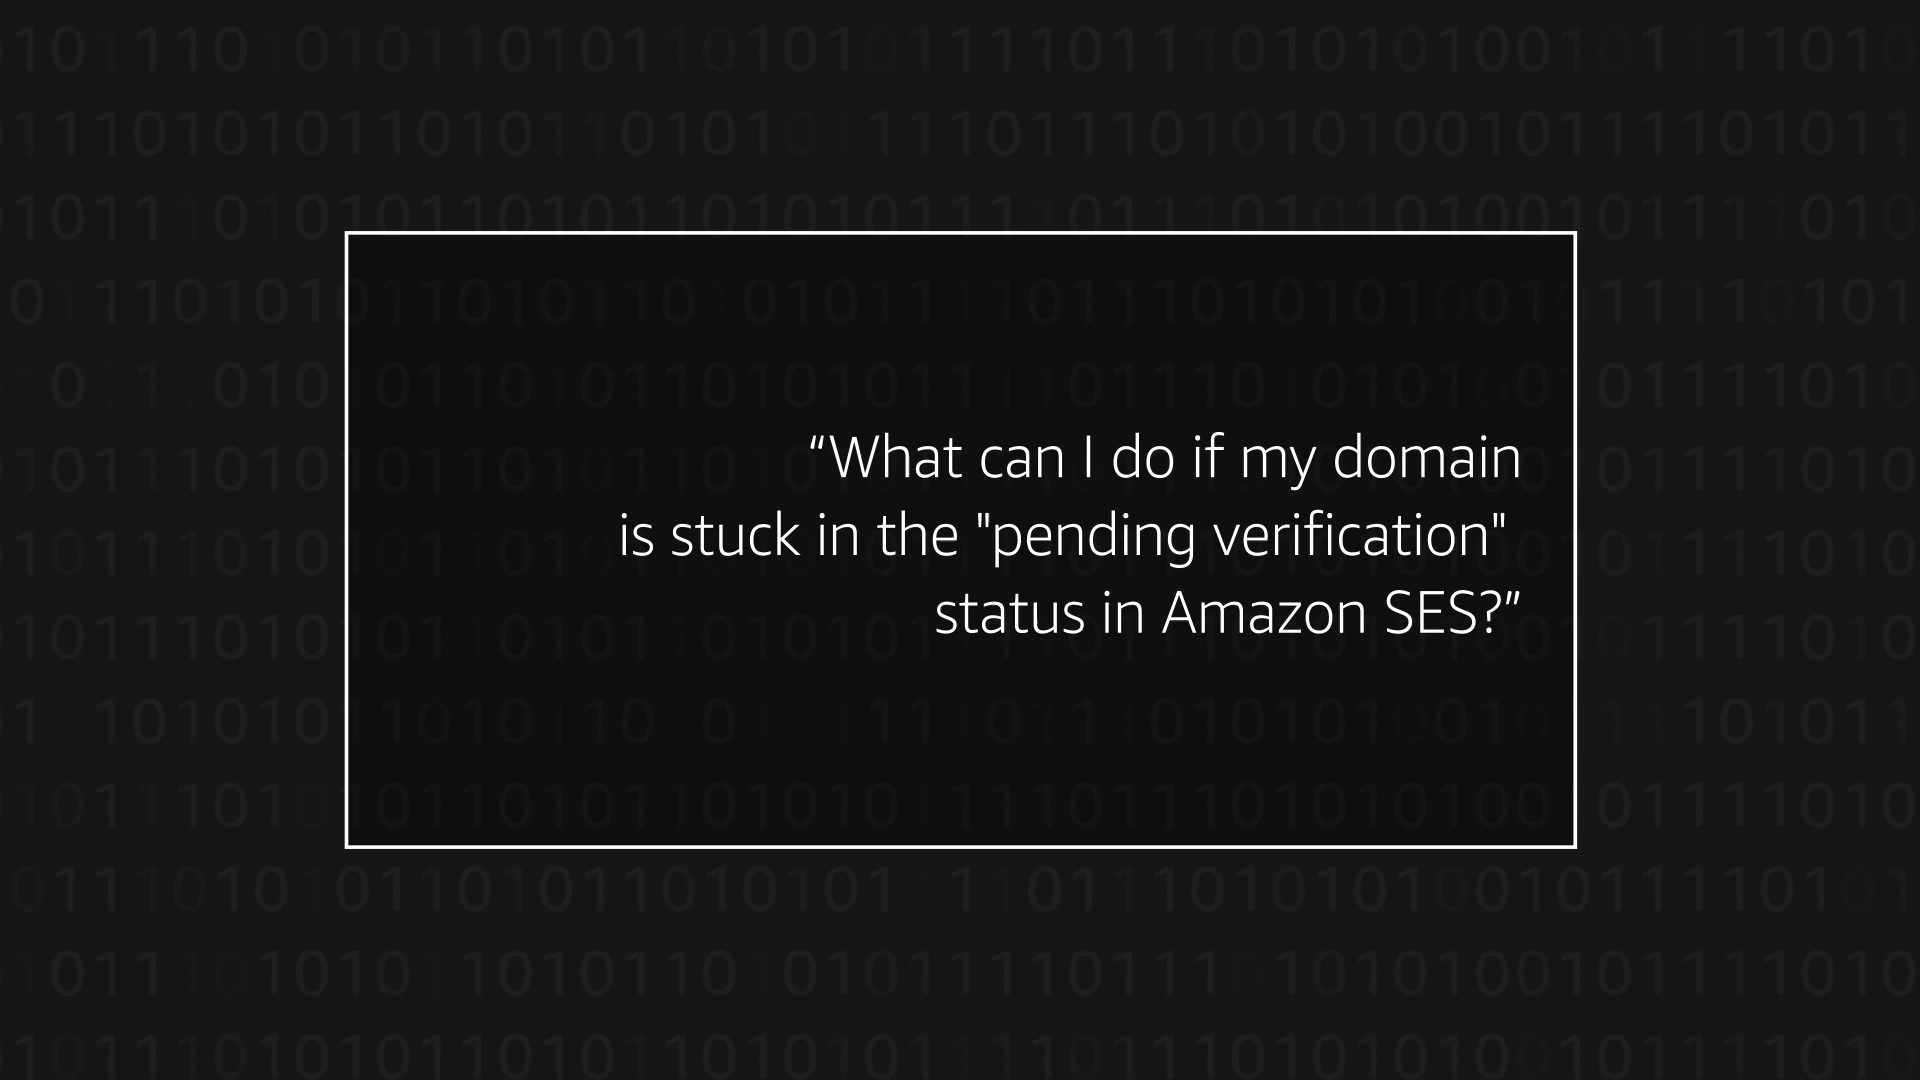 “What can I do if my domain
is stuck in the "pending verification"
status in Amazon SES?”